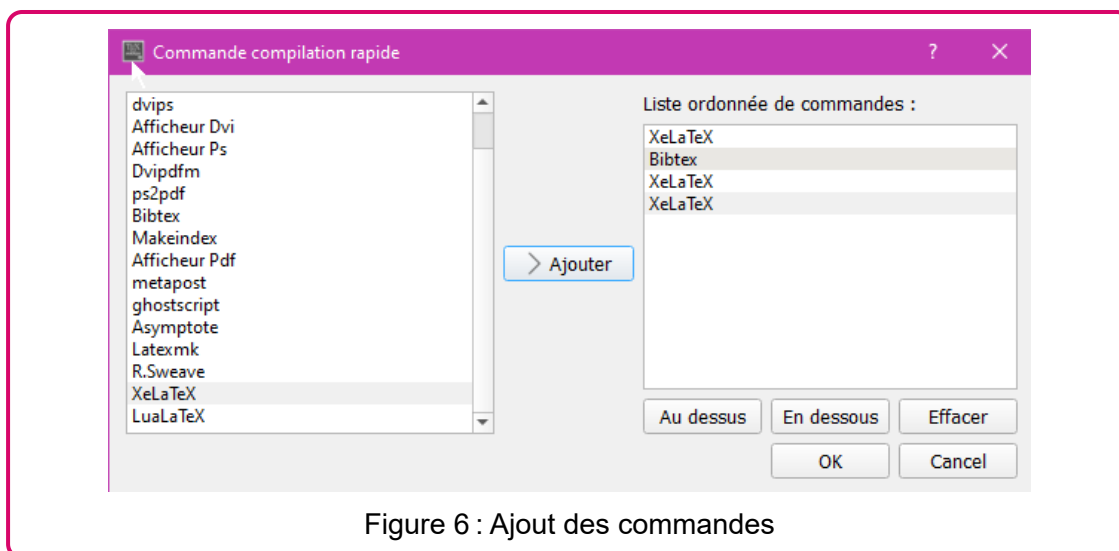 Commande compilation rapide
dvips
Afficheur Dvi
Afficheur Ps
Dvipdfm
ps2pdf
Bibtex
Makeindex
Afficheur Pdf
metapost
ghostscript
Asymptote
Latexmk
R.Sweave
XeLaTeX
LuaLaTeX
Ajouter
Liste ordonnée de commandes :
XeLaTeX
Bibtex
XeLaTeX
XeLaTeX
Au dessus En dessous Effacer
OK Cancel
Figure 6 : Ajout des commandes